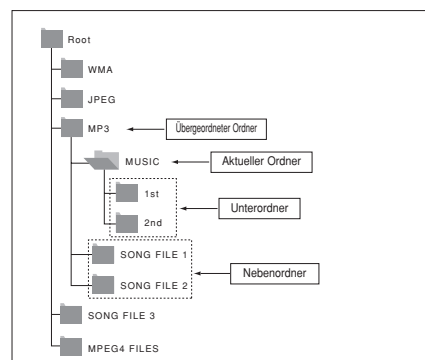 Root
WMA
JPEG
MP3
Übergeordneter Ordner
MUSIC
Aktueller Ordner
1st
Unterordner
2nd
SONG FILE 1
Nebenordner
SONG FILE 2
SONG FILE 3
MPEG4 FILES